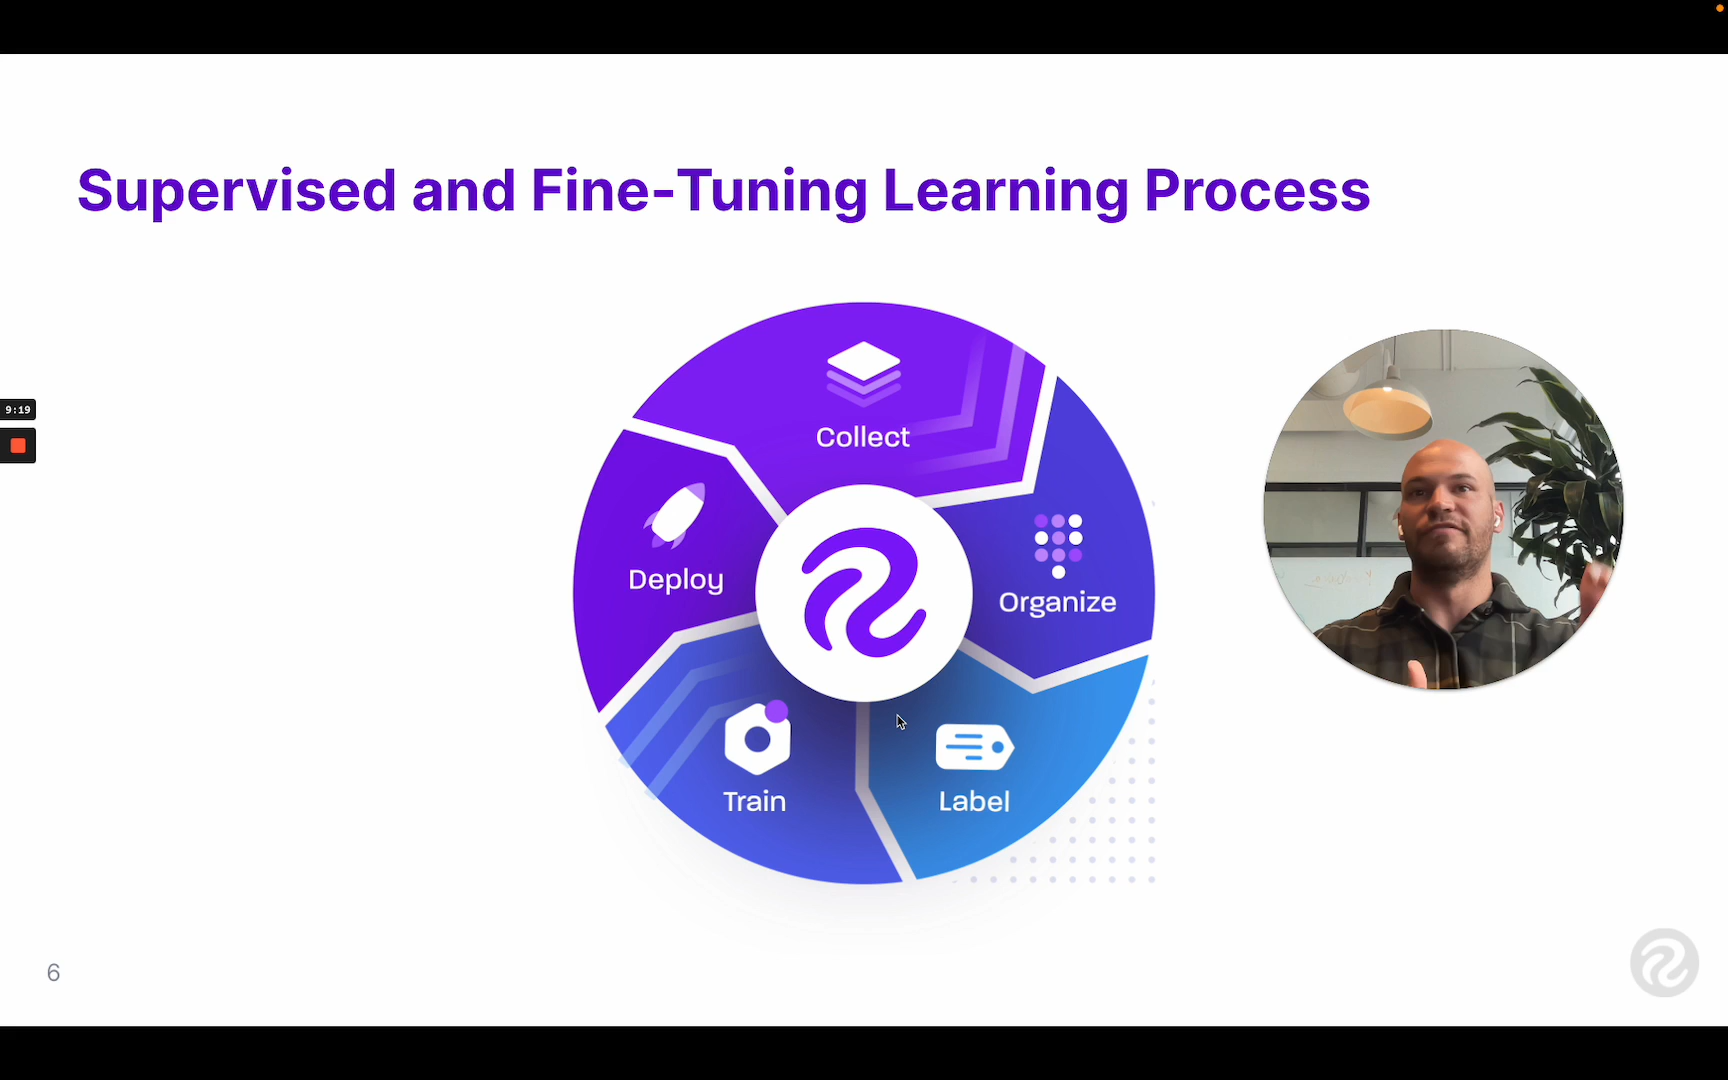 Supervised and Fine-Tuning Learning Process
Collect
Deploy
Organize
9:19
Train
Label
6